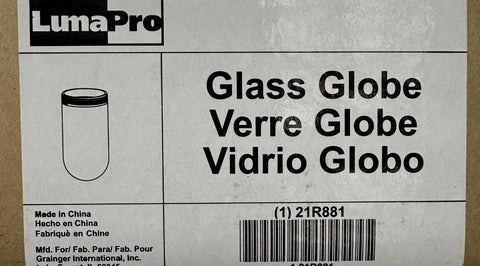 LumaPro
Glass Globe
Verre Globe
Vidrio Globo
Made in China
Hecho en China
Fabriqué en Chine
Mfd. For/ Fab. Para/ Fab. Pour
Grainger International, Inc.
(1) 21R881